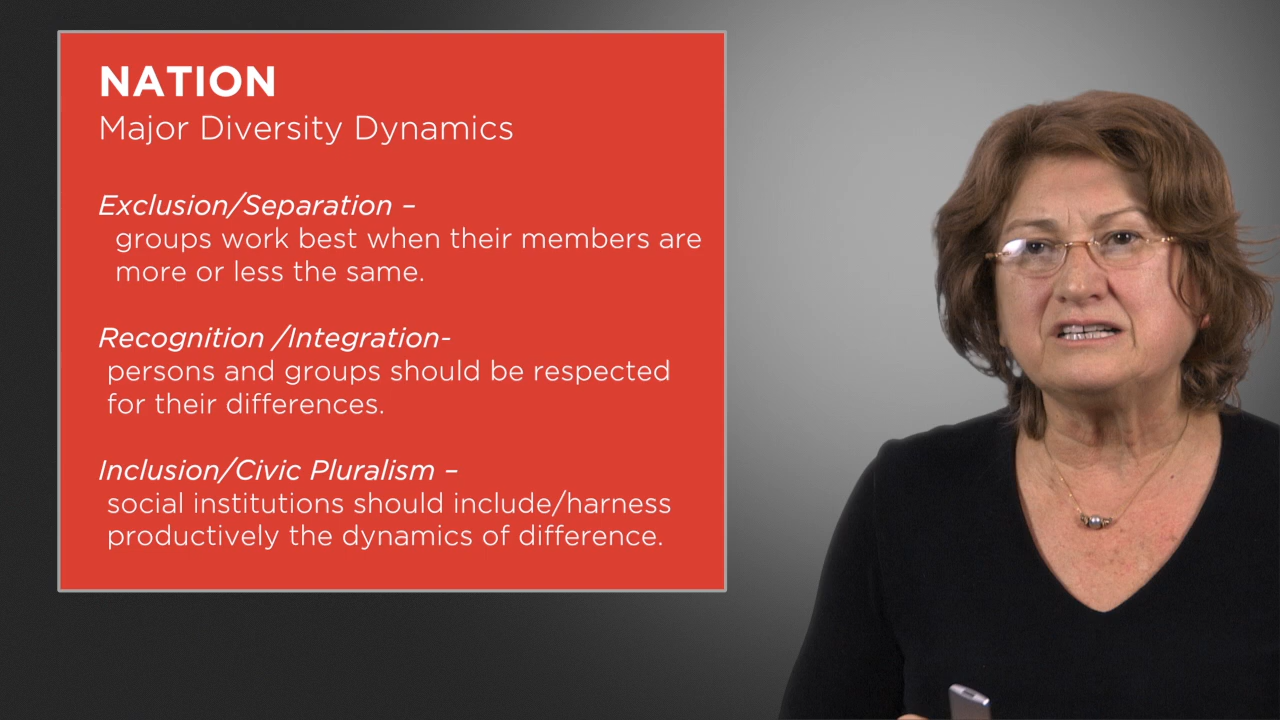 NATION
Major Diversity Dynamics
Exclusion/Separation –
groups work best when their members are
more or less the same.
Recognition /Integration-
persons and groups should be respected
for their differences.
Inclusion/Civic Pluralism –
social institutions should include/harness
productively the dynamics of difference.